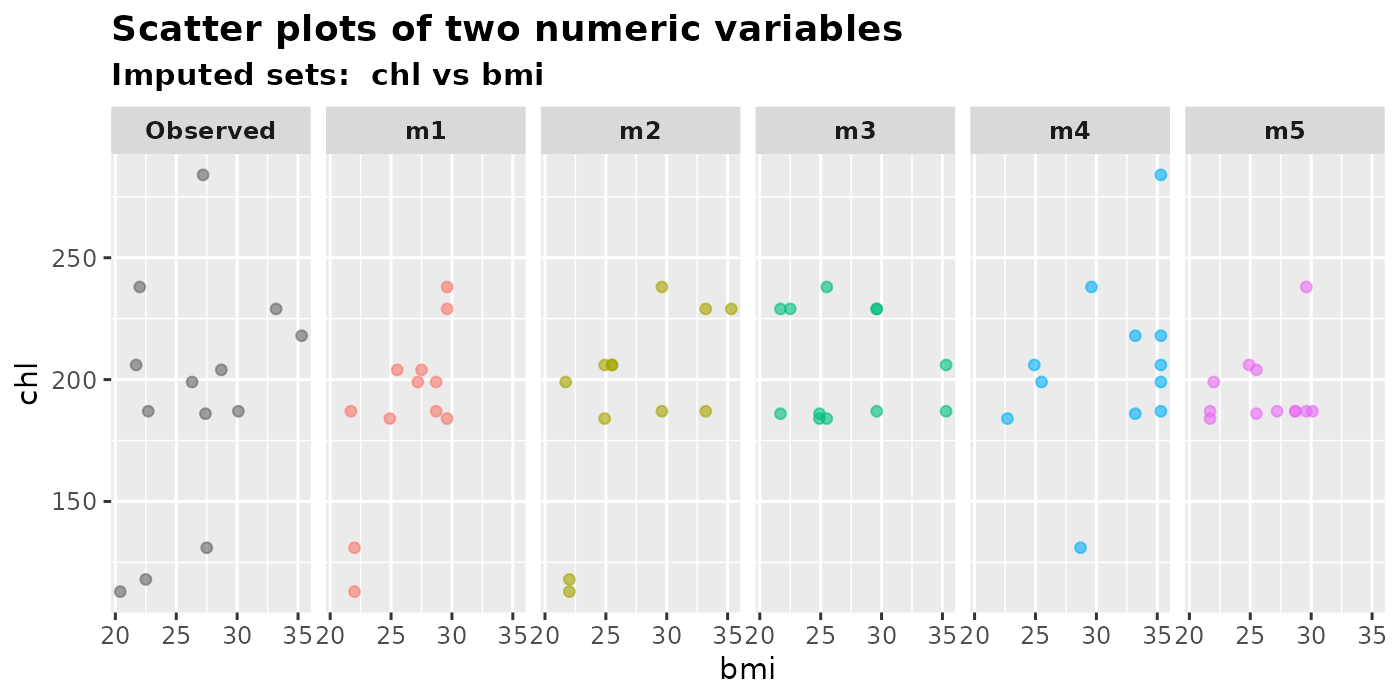 Scatter plots of two numeric variables
Imputed sets:  chl vs bmi
Observed m1 m2 m3 m4 m5
250
200
150
chl
20 25 30 35 20 25 30 35 20 25 30 35 20 25 30 35 20 25 30 35 20 25 30 35
bmi